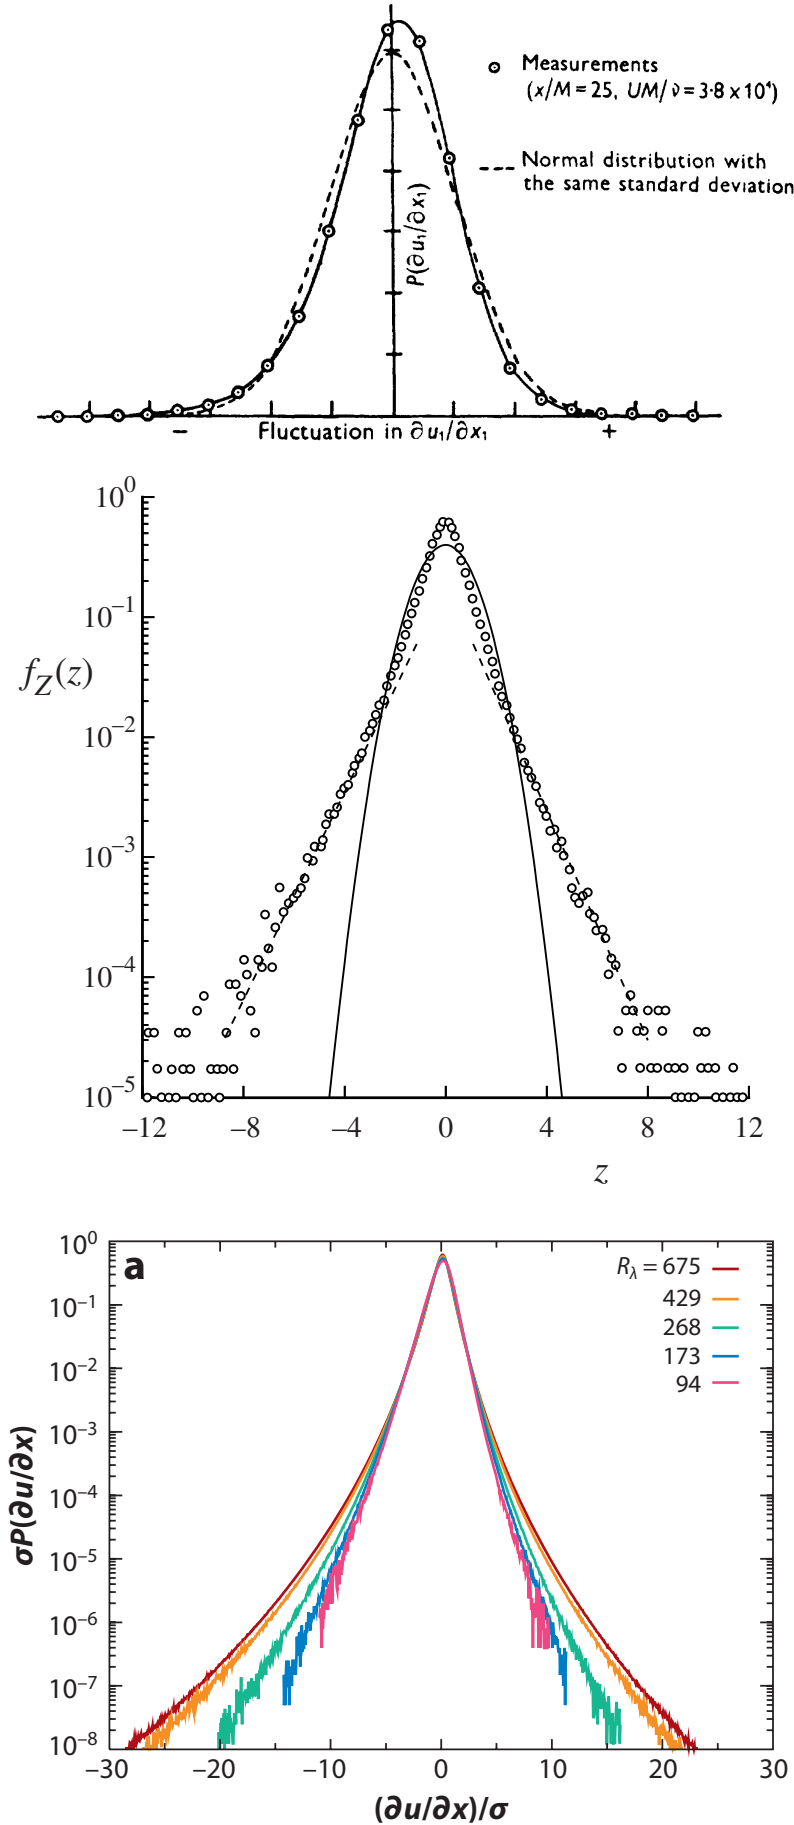 Measurements
(x/M = 25, UM/ν = 3·8 x 10⁴)
Normal distribution with
the same standard deviation
P(∂u₁/∂x₁)
− Fluctuation in ∂u₁/∂x₁ +
10⁰
10⁻¹
f_Z(z)
10⁻²
10⁻³
10⁻⁴
10⁻⁵
−12 −8 −4 0 4 8 12
z
a
R_λ = 675
429
268
173
94
10⁰
10⁻¹
10⁻²
10⁻³
10⁻⁴
10⁻⁵
10⁻⁶
10⁻⁷
10⁻⁸
σP(∂u/∂x)
−30 −20 −10 0 10 20 30
(∂u/∂x)/σ